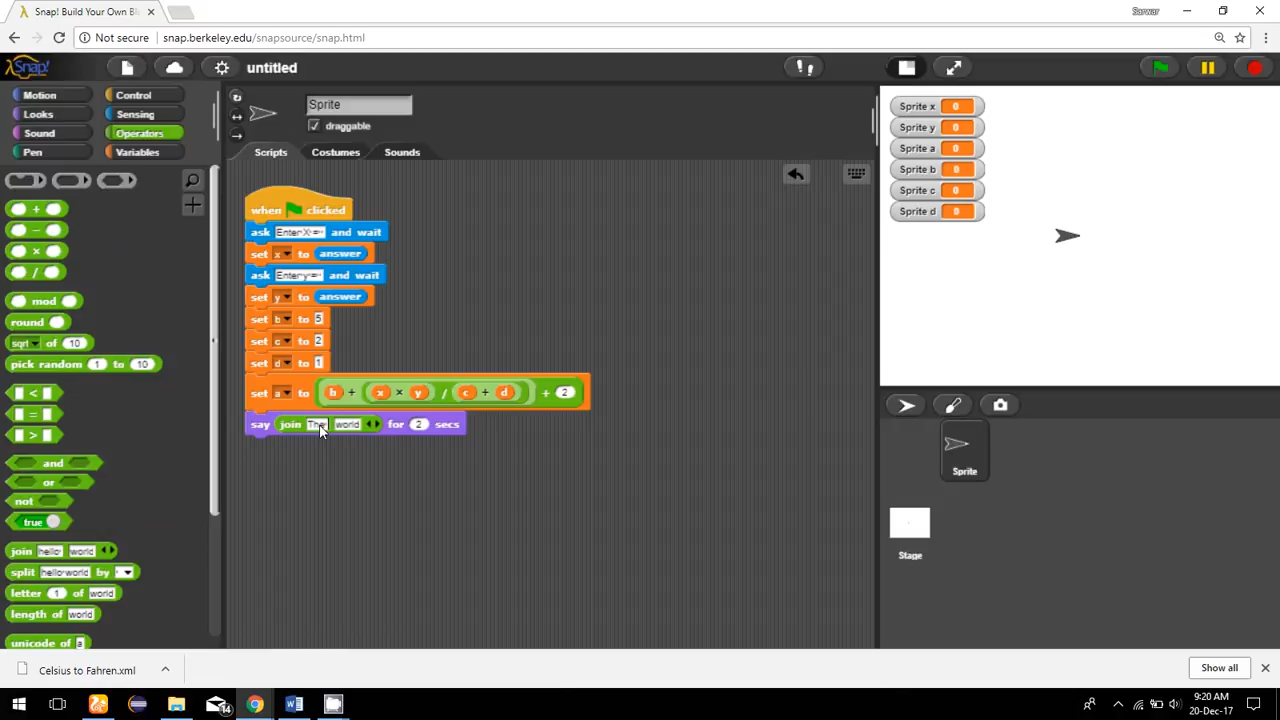 Snap! Build Your Own Bl
Sarwar
Not secure
snap.berkeley.edu/snapsource/snap.html
Snap!
untitled
Motion
Control
Looks
Sensing
Sound
Operators
Pen
Variables
Sprite
draggable
Scripts
Costumes
Sounds
+
−
×
/
mod
round
sqrt of 10
pick random 1 to 10
<
=
>
and
or
not
true
join hello world
split hello world by
letter 1 of world
length of world
unicode of a
when clicked
ask Enter X = and wait
set x to answer
ask Enter y = and wait
set y to answer
set b to 5
set c to 2
set d to 1
set a to b + x × y / c + d + 2
say join The world for 2 secs
Sprite x 0
Sprite y 0
Sprite a 0
Sprite b 0
Sprite c 0
Sprite d 0
Sprite
Stage
Celsius to Fahren.xml
Show all
14
9:20 AM
20-Dec-17